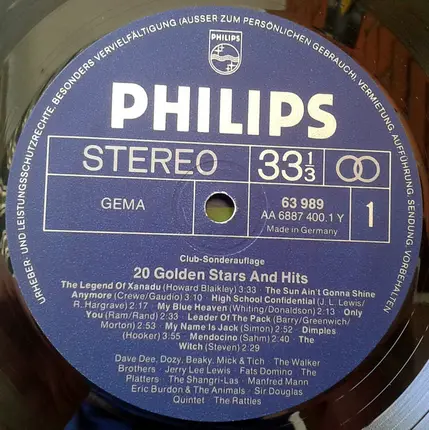 URHEBER- UND LEISTUNGSSCHUTZRECHTE, BESONDERS VERVIELFÄLTIGUNG (AUSSER ZUM PERSÖNLICHEN GEBRAUCH), VERMIETUNG, AUFFÜHRUNG, SENDUNG, VORBEHALTEN
PHILIPS
PHILIPS
STEREO 33 1/3
GEMA
63 989
AA 6887 400.1 Y
Made in Germany
1
Club-Sonderauflage
20 Golden Stars And Hits
The Legend Of Xanadu (Howard Blaikley) 3:33 · The Sun Ain't Gonna Shine
Anymore (Crewe/Gaudio) 3:10 · High School Confidential (J. L. Lewis/
R. Hargrave) 2:17 · My Blue Heaven (Whiting/Donaldson) 2:13 · Only
You (Ram/Rand) 2:33 · Leader Of The Pack (Barry/Greenwich/
Morton) 2:53 · My Name Is Jack (Simon) 2:52 · Dimples
(Hooker) 3:05 · Mendocino (Sahm) 2:40 · The
Witch (Steven) 2:29
Dave Dee, Dozy, Beaky, Mick & Tich · The Walker
Brothers · Jerry Lee Lewis · Fats Domino · The
Platters · The Shangri-Las · Manfred Mann
Eric Burdon & The Animals · Sir Douglas
Quintet · The Rattles